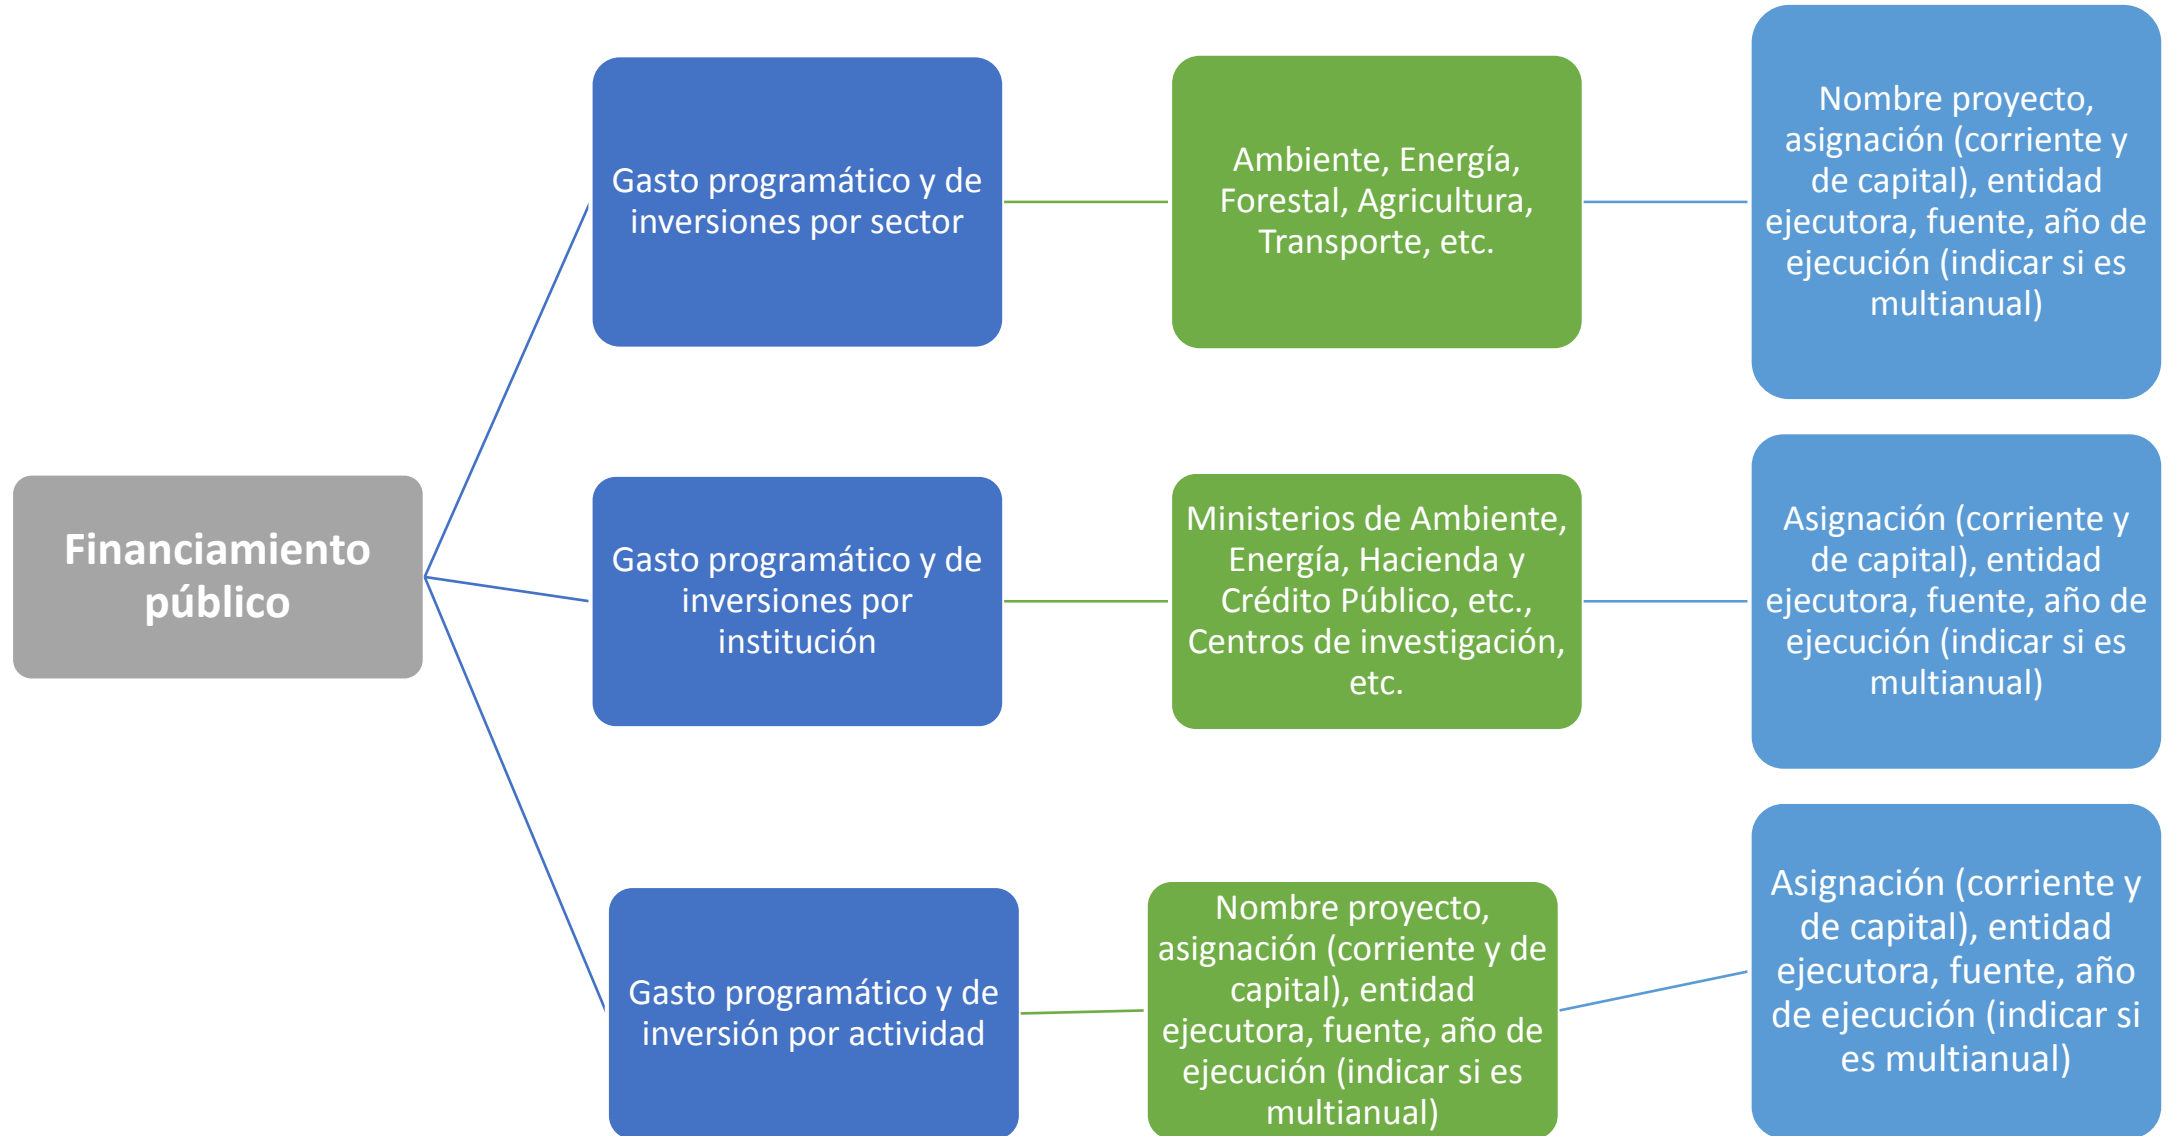 Financiamiento
público
Gasto programático y de
inversiones por sector
Ambiente, Energía,
Forestal, Agricultura,
Transporte, etc.
Nombre proyecto,
asignación (corriente y
de capital), entidad
ejecutora, fuente, año de
ejecución (indicar si es
multianual)
Gasto programático y de
inversiones por
institución
Ministerios de Ambiente,
Energía, Hacienda y
Crédito Público, etc.,
Centros de investigación,
etc.
Asignación (corriente y
de capital), entidad
ejecutora, fuente, año de
ejecución (indicar si es
multianual)
Gasto programático y de
inversión por actividad
Nombre proyecto,
asignación (corriente y de
capital), entidad
ejecutora, fuente, año de
ejecución (indicar si es
multianual)
Asignación (corriente y
de capital), entidad
ejecutora, fuente, año
de ejecución (indicar si
es multianual)